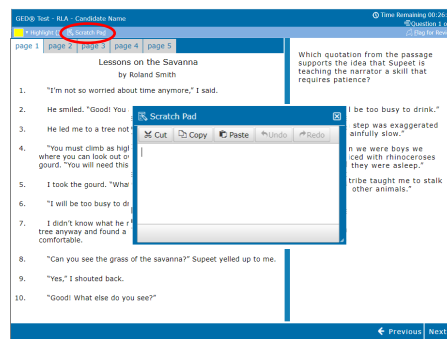 GED® Test - RLA - Candidate Name
Time Remaining 00:26:
Question 1 o
Highlight
Scratch Pad
Flag for Revi
page 1 page 2 page 3 page 4 page 5
Lessons on the Savanna
by Roland Smith
1. "I'm not so worried about time anymore," I said.
2. He smiled. "Good! You
3. He led me to a tree not
4. "You must climb as hig
where you can look out o
gourd. "You will need this
5. I took the gourd. "Wha
6. "I will be too busy to dr
7. I didn't know what he
tree anyway and found a
comfortable.
8. "Can you see the grass of the savanna?" Supeet yelled up to me.
9. "Yes," I shouted back.
10. "Good! What else do you see?"
Scratch Pad
Cut Copy Paste Undo Redo
Which quotation from the passage
supports the idea that Supeet is
teaching the narrator a skill that
requires patience?
l be too busy to drink."
step was exaggerated
ainfully slow."
n we were boys we
ced with rhinoceroses
they were asleep."
tribe taught me to stalk
other animals."
Previous Next